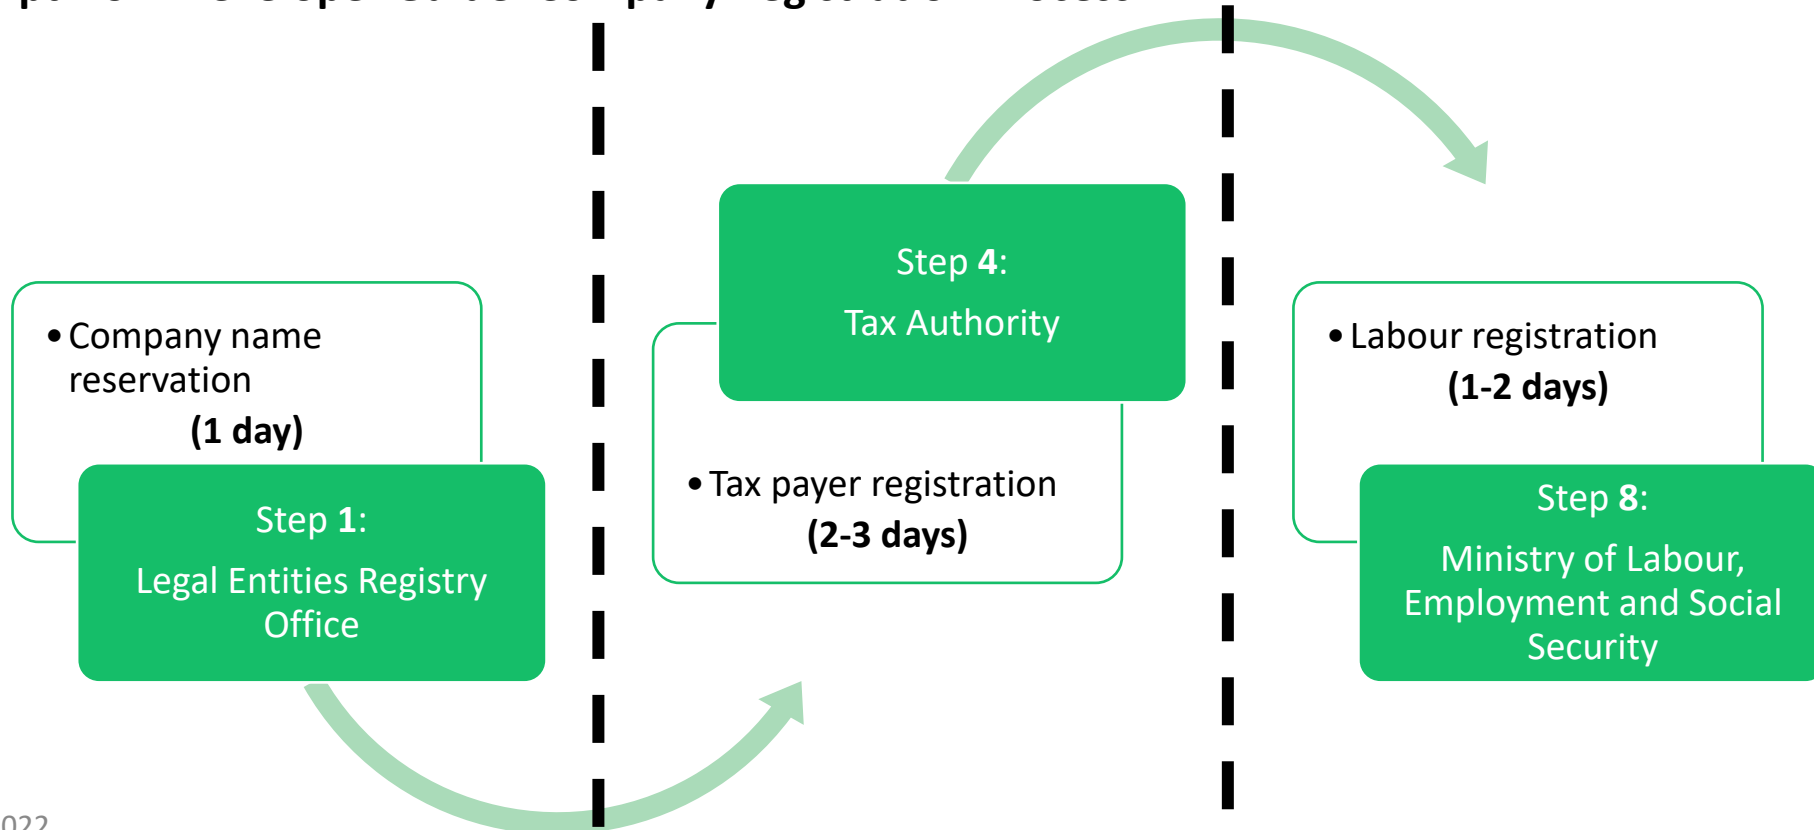 • Company name
reservation
(1 day)
Step 1:
Legal Entities Registry
Office
Step 4:
Tax Authority
• Tax payer registration
(2-3 days)
• Labour registration
(1-2 days)
Step 8:
Ministry of Labour,
Employment and Social
Security
022